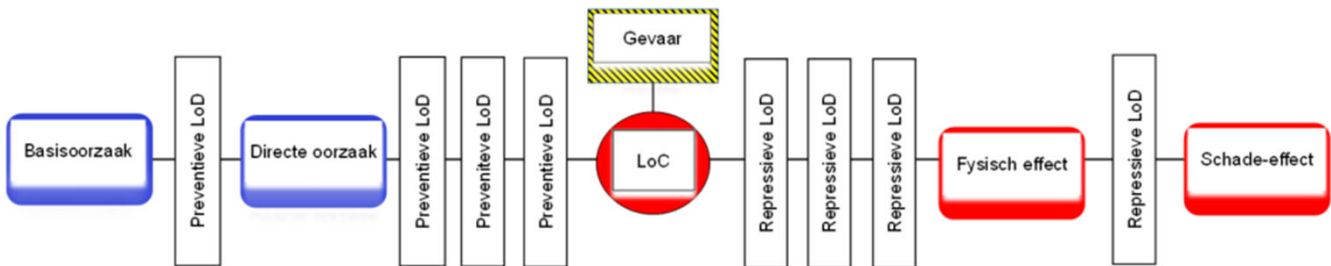 Gevaar
Basisoorzaak
Preventieve LoD
Directe oorzaak
Preventieve LoD
Preveniteve LoD
Preventieve LoD
LoC
Repressieve LoD
Repressieve LoD
Repressieve LoD
Fysisch effect
Repressieve LoD
Schade-effect